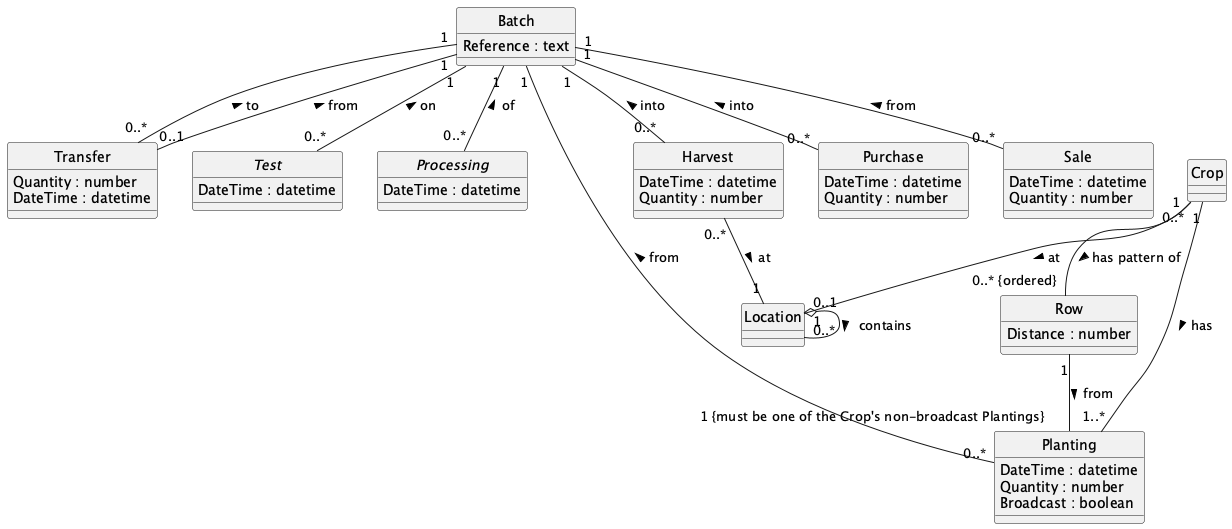 Batch
Reference : text
1
1
1
1
1
1
1
1
1
to
from
on
of
into
into
from
0..*
0..1
0..*
0..*
0..*
0..*
0..*
Transfer
Quantity : number
DateTime : datetime
Test
DateTime : datetime
Processing
DateTime : datetime
Harvest
DateTime : datetime
Quantity : number
Purchase
DateTime : datetime
Quantity : number
Sale
DateTime : datetime
Quantity : number
Crop
1
0..*
1
0..*
from
at
at
has pattern of
1
0..* {ordered}
Location
0..1
1
0..*
contains
Row
Distance : number
has
1
from
1 {must be one of the Crop's non-broadcast Plantings}
1..*
0..*
Planting
DateTime : datetime
Quantity : number
Broadcast : boolean